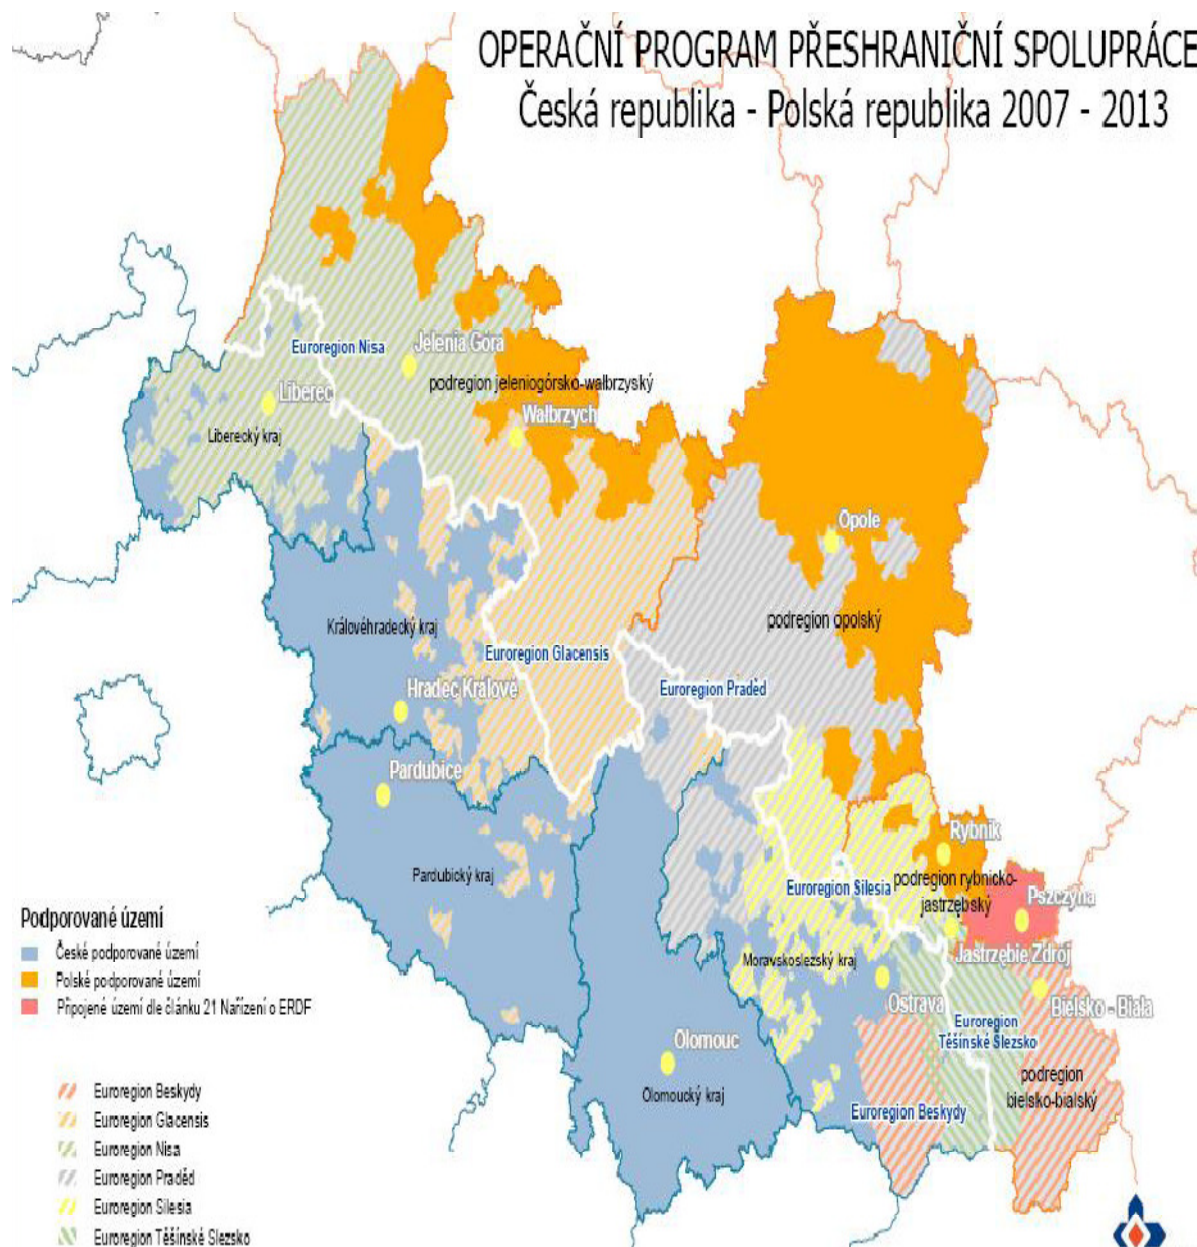 OPERAČNÍ PROGRAM PŘESHRANIČNÍ SPOLUPRÁCE
Česká republika - Polská republika 2007 - 2013
Euroregion Nisa
Jelenia Góra
podregion jeleniogórsko-wałbrzyský
Liberec
Wałbrzych
Liberecký kraj
Opole
podregion opolský
Královéhradecký kraj
Euroregion Glacensis
Euroregion Praděd
Hradec Králové
Pardubice
Rybnik
Pardubický kraj
Euroregion Silesia
podregion rybnicko-
jastrzębský
Pszczyna
Moravskoslezský kraj
Jastrzębie Zdrój
Ostrava
Bielsko - Biała
Euroregion
Těšínské Slezsko
Olomouc
Olomoucký kraj
podregion
bielsko-bialský
Euroregion Beskydy
Podporované území
České podporované území
Polské podporované území
Připojené území dle článku 21 Nařízení o ERDF
Euroregion Beskydy
Euroregion Glacensis
Euroregion Nisa
Euroregion Praděd
Euroregion Silesia
Euroregion Těšínské Slezsko